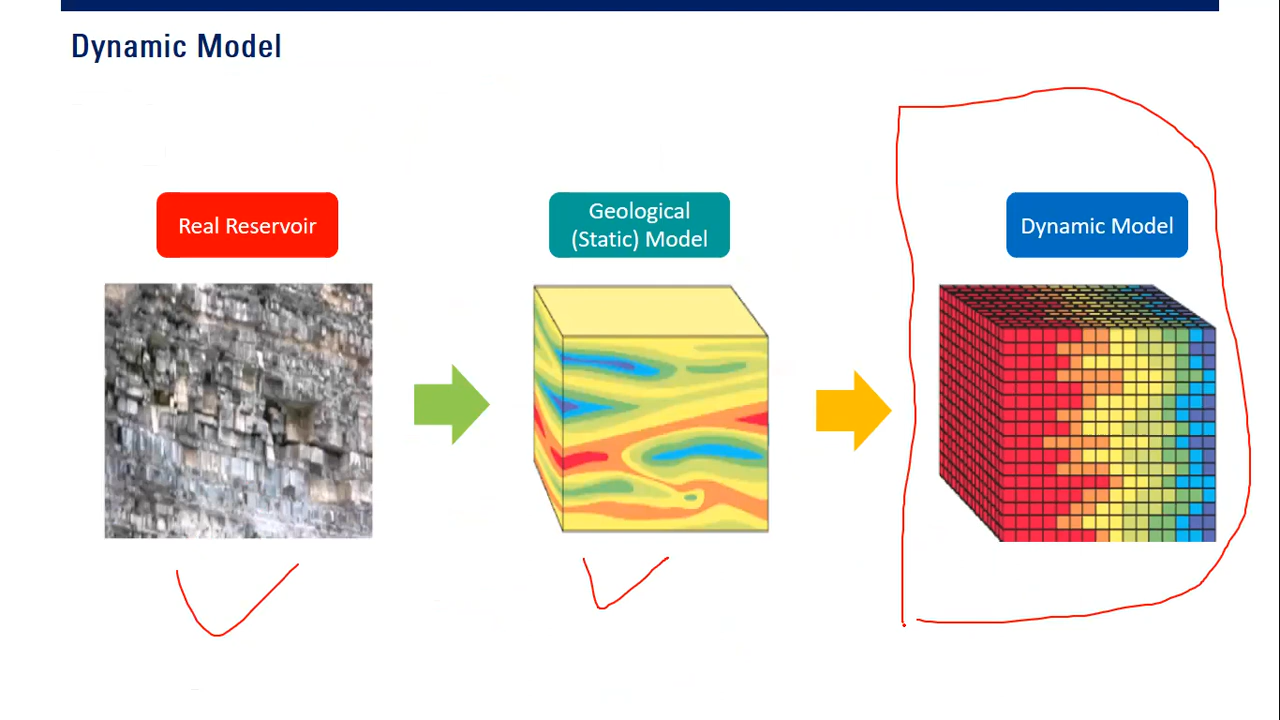 Dynamic Model
Real Reservoir
Geological
(Static) Model
Dynamic Model